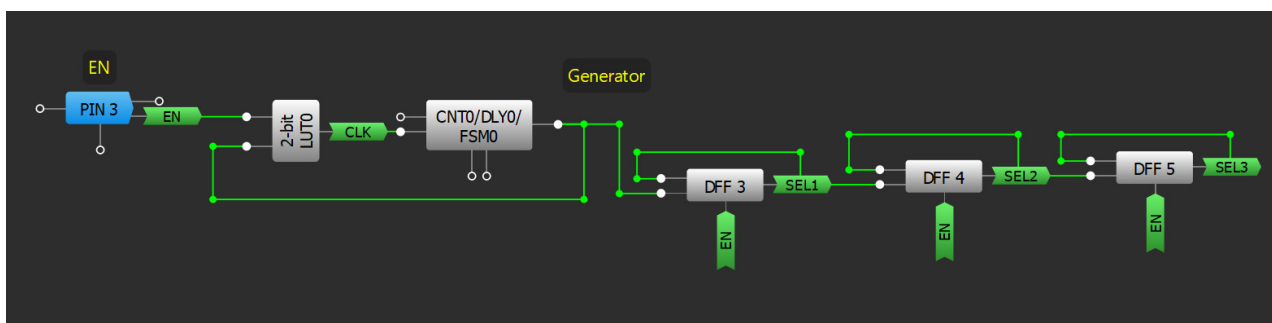 EN
PIN 3
EN
2-bit
LUT0
CLK
CNT0/DLY0/
FSM0
Generator
DFF 3
SEL1
EN
DFF 4
SEL2
EN
DFF 5
SEL3
EN